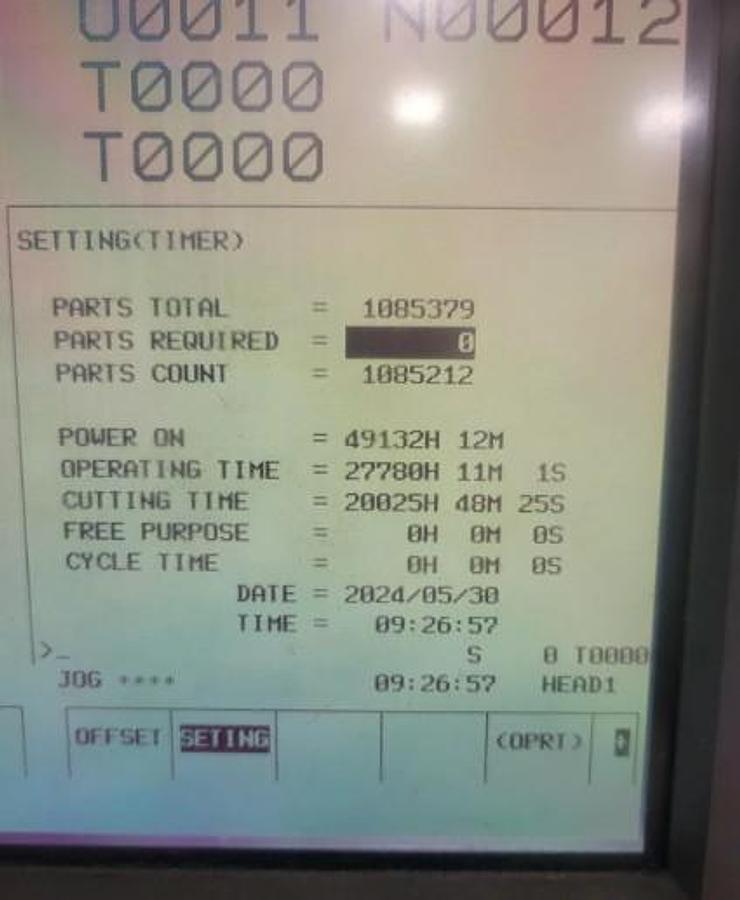 O0011 N00012
T0000
T0000
SETTING(TIMER)
PARTS TOTAL = 1085379
PARTS REQUIRED = 0
PARTS COUNT = 1085212
POWER ON = 49132H 12M
OPERATING TIME = 27780H 11M 1S
CUTTING TIME = 20025H 48M 25S
FREE PURPOSE = 0H 0M 0S
CYCLE TIME = 0H 0M 0S
DATE = 2024/05/30
TIME = 09:26:57
>_ S 0 T0000
JOG **** 09:26:57 HEAD1
OFFSET SETING (OPRT) +